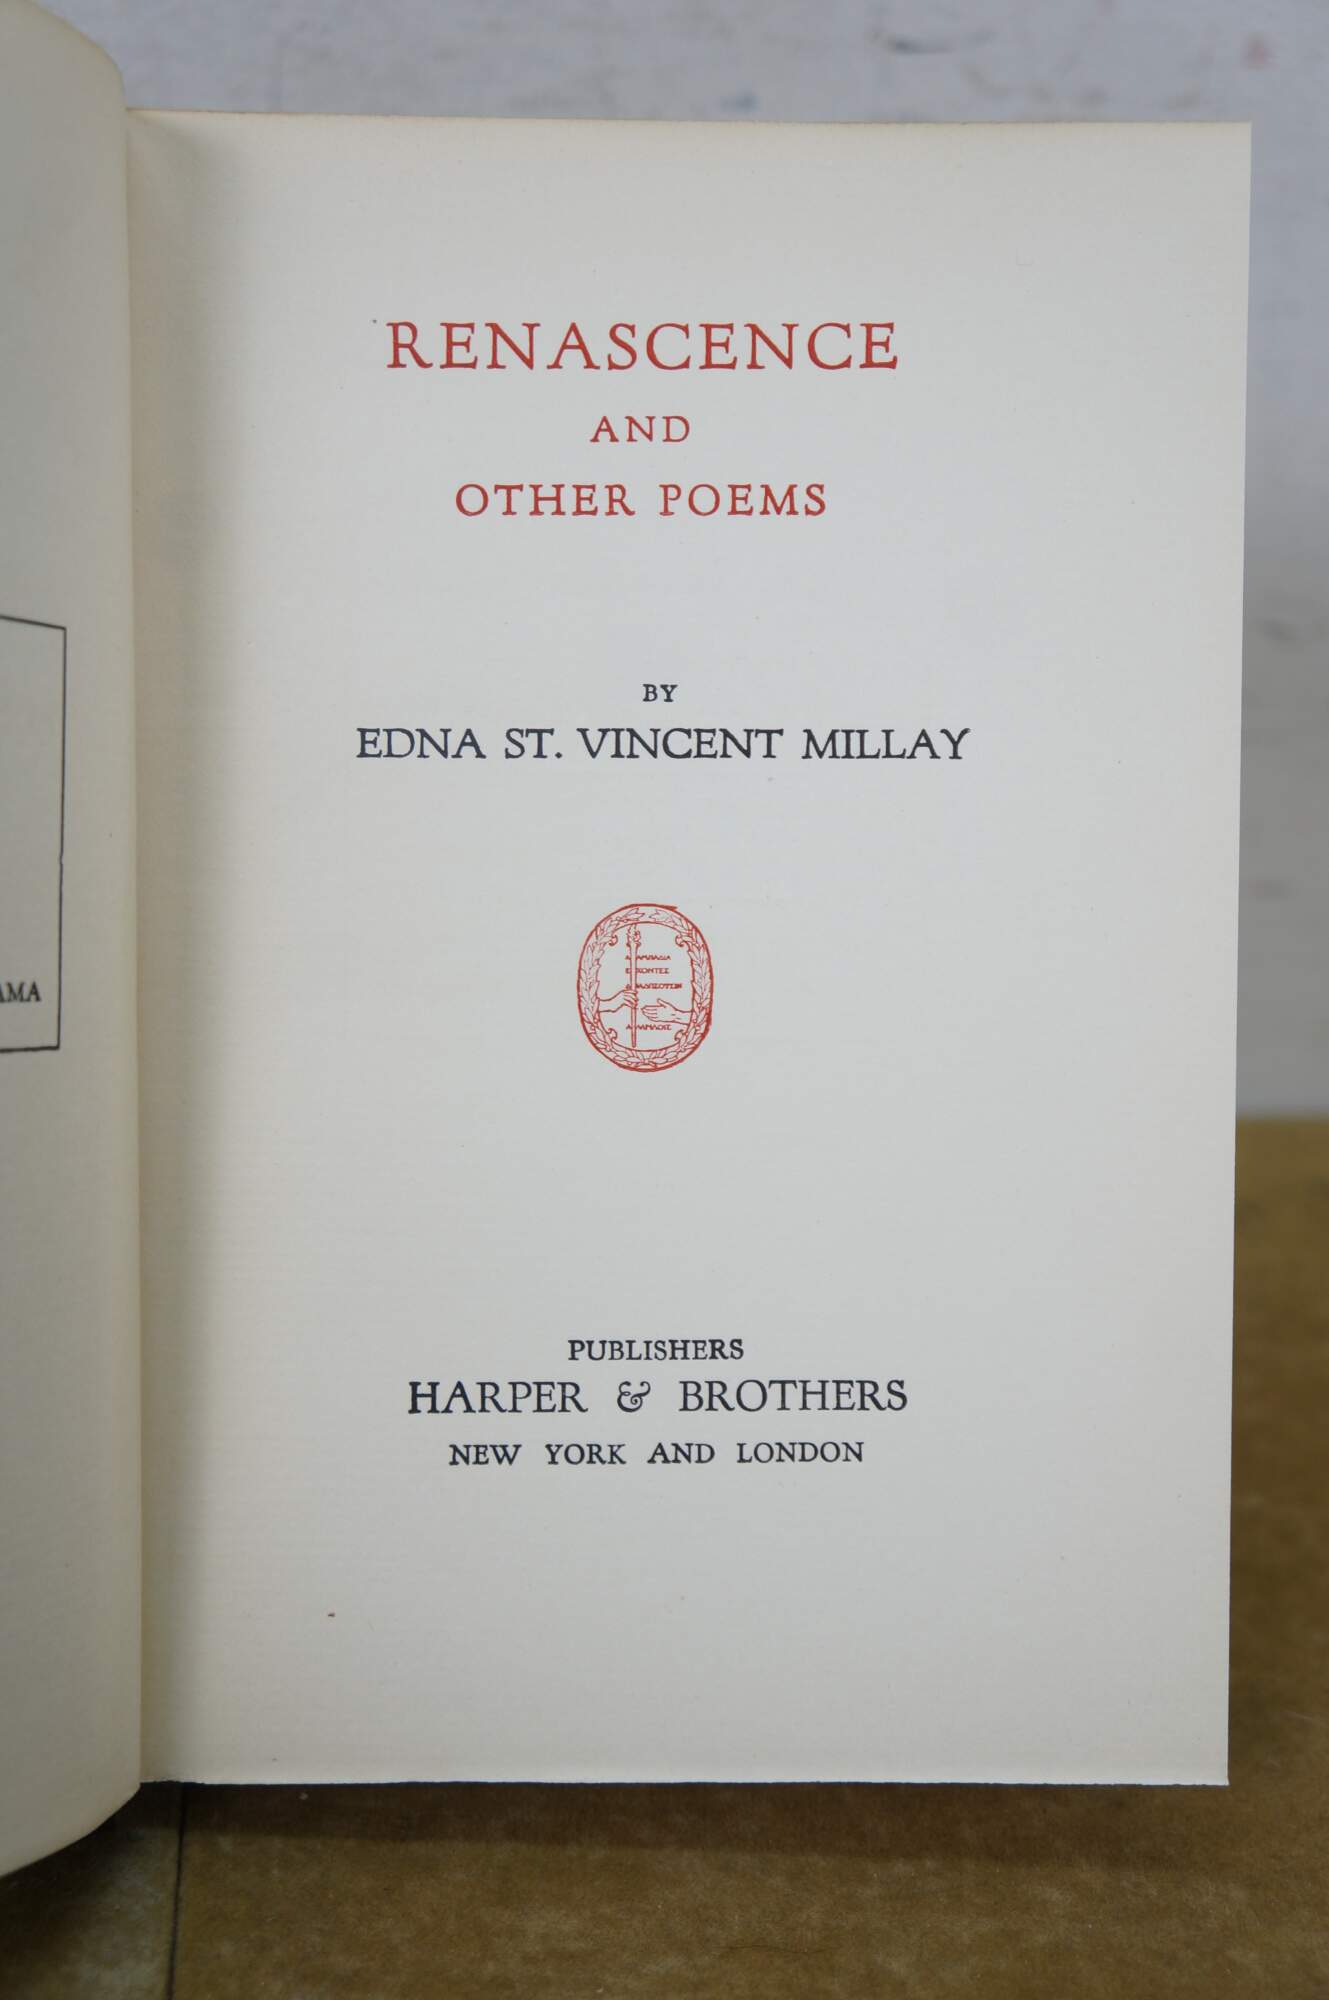 RENASCENCE
AND
OTHER POEMS
BY
EDNA ST. VINCENT MILLAY
PUBLISHERS
HARPER & BROTHERS
NEW YORK AND LONDON